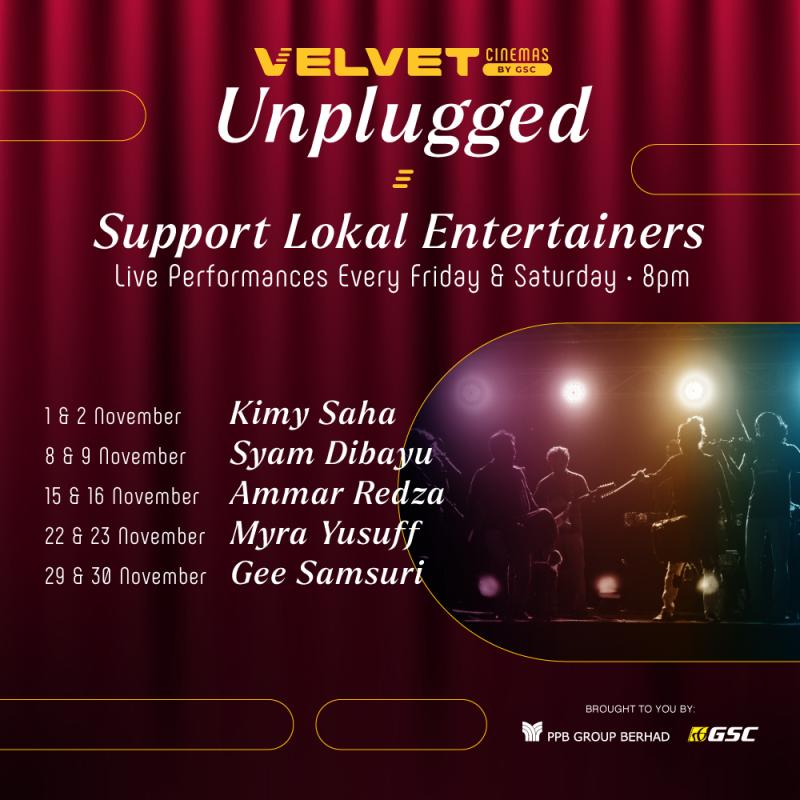 VELVET CINEMAS
BY GSC
Unplugged
Support Lokal Entertainers
Live Performances Every Friday & Saturday • 8pm
1 & 2 November Kimy Saha
8 & 9 November Syam Dibayu
15 & 16 November Ammar Redza
22 & 23 November Myra Yusuff
29 & 30 November Gee Samsuri
BROUGHT TO YOU BY:
PPB GROUP BERHAD GSC